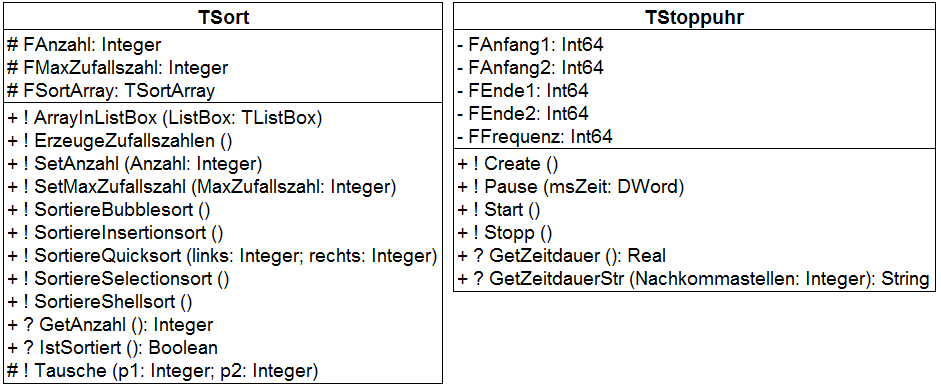 TSort
# FAnzahl: Integer
# FMaxZufallszahl: Integer
# FSortArray: TSortArray
+ ! ArrayInListBox (ListBox: TListBox)
+ ! ErzeugeZufallszahlen ()
+ ! SetAnzahl (Anzahl: Integer)
+ ! SetMaxZufallszahl (MaxZufallszahl: Integer)
+ ! SortiereBubblesort ()
+ ! SortiereInsertionsort ()
+ ! SortiereQuicksort (links: Integer; rechts: Integer)
+ ! SortiereSelectionsort ()
+ ! SortiereShellsort ()
+ ? GetAnzahl (): Integer
+ ? IstSortiert (): Boolean
# ! Tausche (p1: Integer; p2: Integer)
TStoppuhr
- FAnfang1: Int64
- FAnfang2: Int64
- FEnde1: Int64
- FEnde2: Int64
- FFrequenz: Int64
+ ! Create ()
+ ! Pause (msZeit: DWord)
+ ! Start ()
+ ! Stopp ()
+ ? GetZeitdauer (): Real
+ ? GetZeitdauerStr (Nachkommastellen: Integer): String